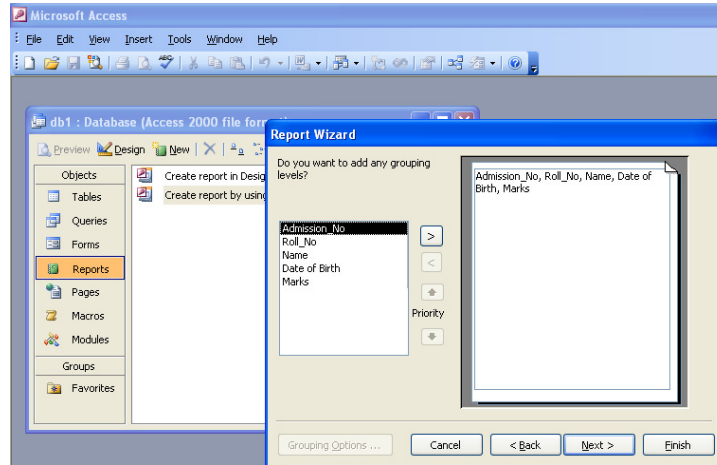 Microsoft Access
File Edit View Insert Tools Window Help
db1 : Database (Access 2000 file
Preview Design New
Objects
Tables
Queries
Forms
Reports
Pages
Macros
Modules
Groups
Favorites
Create report in Desig
Create report by using
Report Wizard
Do you want to add any grouping
levels?
Admission_No
Roll_No
Name
Date of Birth
Marks
>
<
Priority
Admission_No, Roll_No, Name, Date of
Birth, Marks
Grouping Options ... Cancel < Back Next > Finish